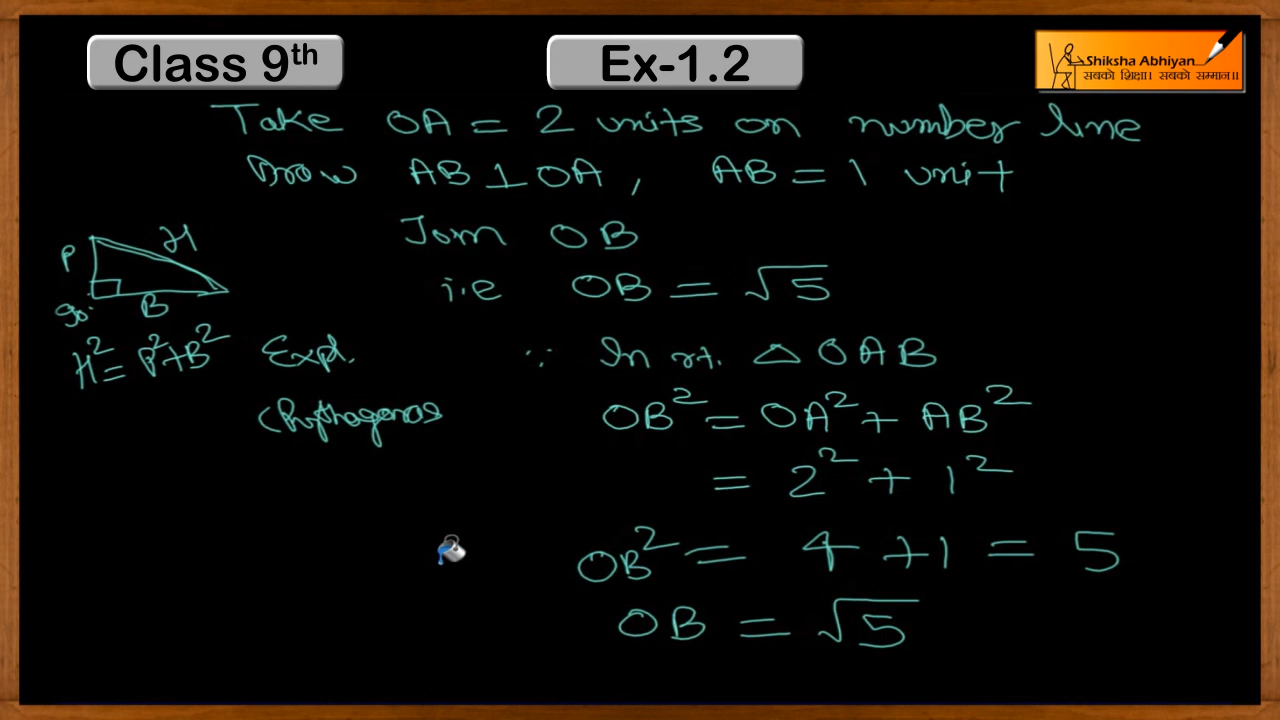 Class 9th
Ex-1.2
Shiksha Abhiyan
सबको शिक्षा। सबको सम्मान॥
Take OA = 2 units on number line
Draw AB ⊥ OA, AB = 1 unit
Join OB
i.e OB = √5
P H
90° B
H² = P² + B²
Expl. ∵ In rt. △ OAB
(Pythagoras OB² = OA² + AB²
= 2² + 1²
OB² = 4 + 1 = 5
OB = √5